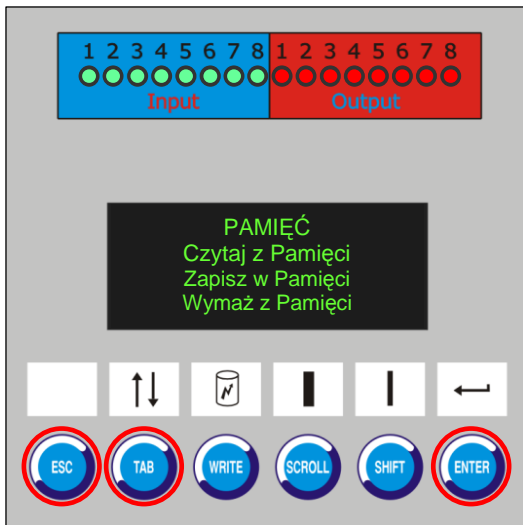 1 2 3 4 5 6 7 8 1 2 3 4 5 6 7 8
Input Output
PAMIĘĆ
Czytaj z Pamięci
Zapisz w Pamięci
Wymaż z Pamięci
ESC TAB WRITE SCROLL SHIFT ENTER